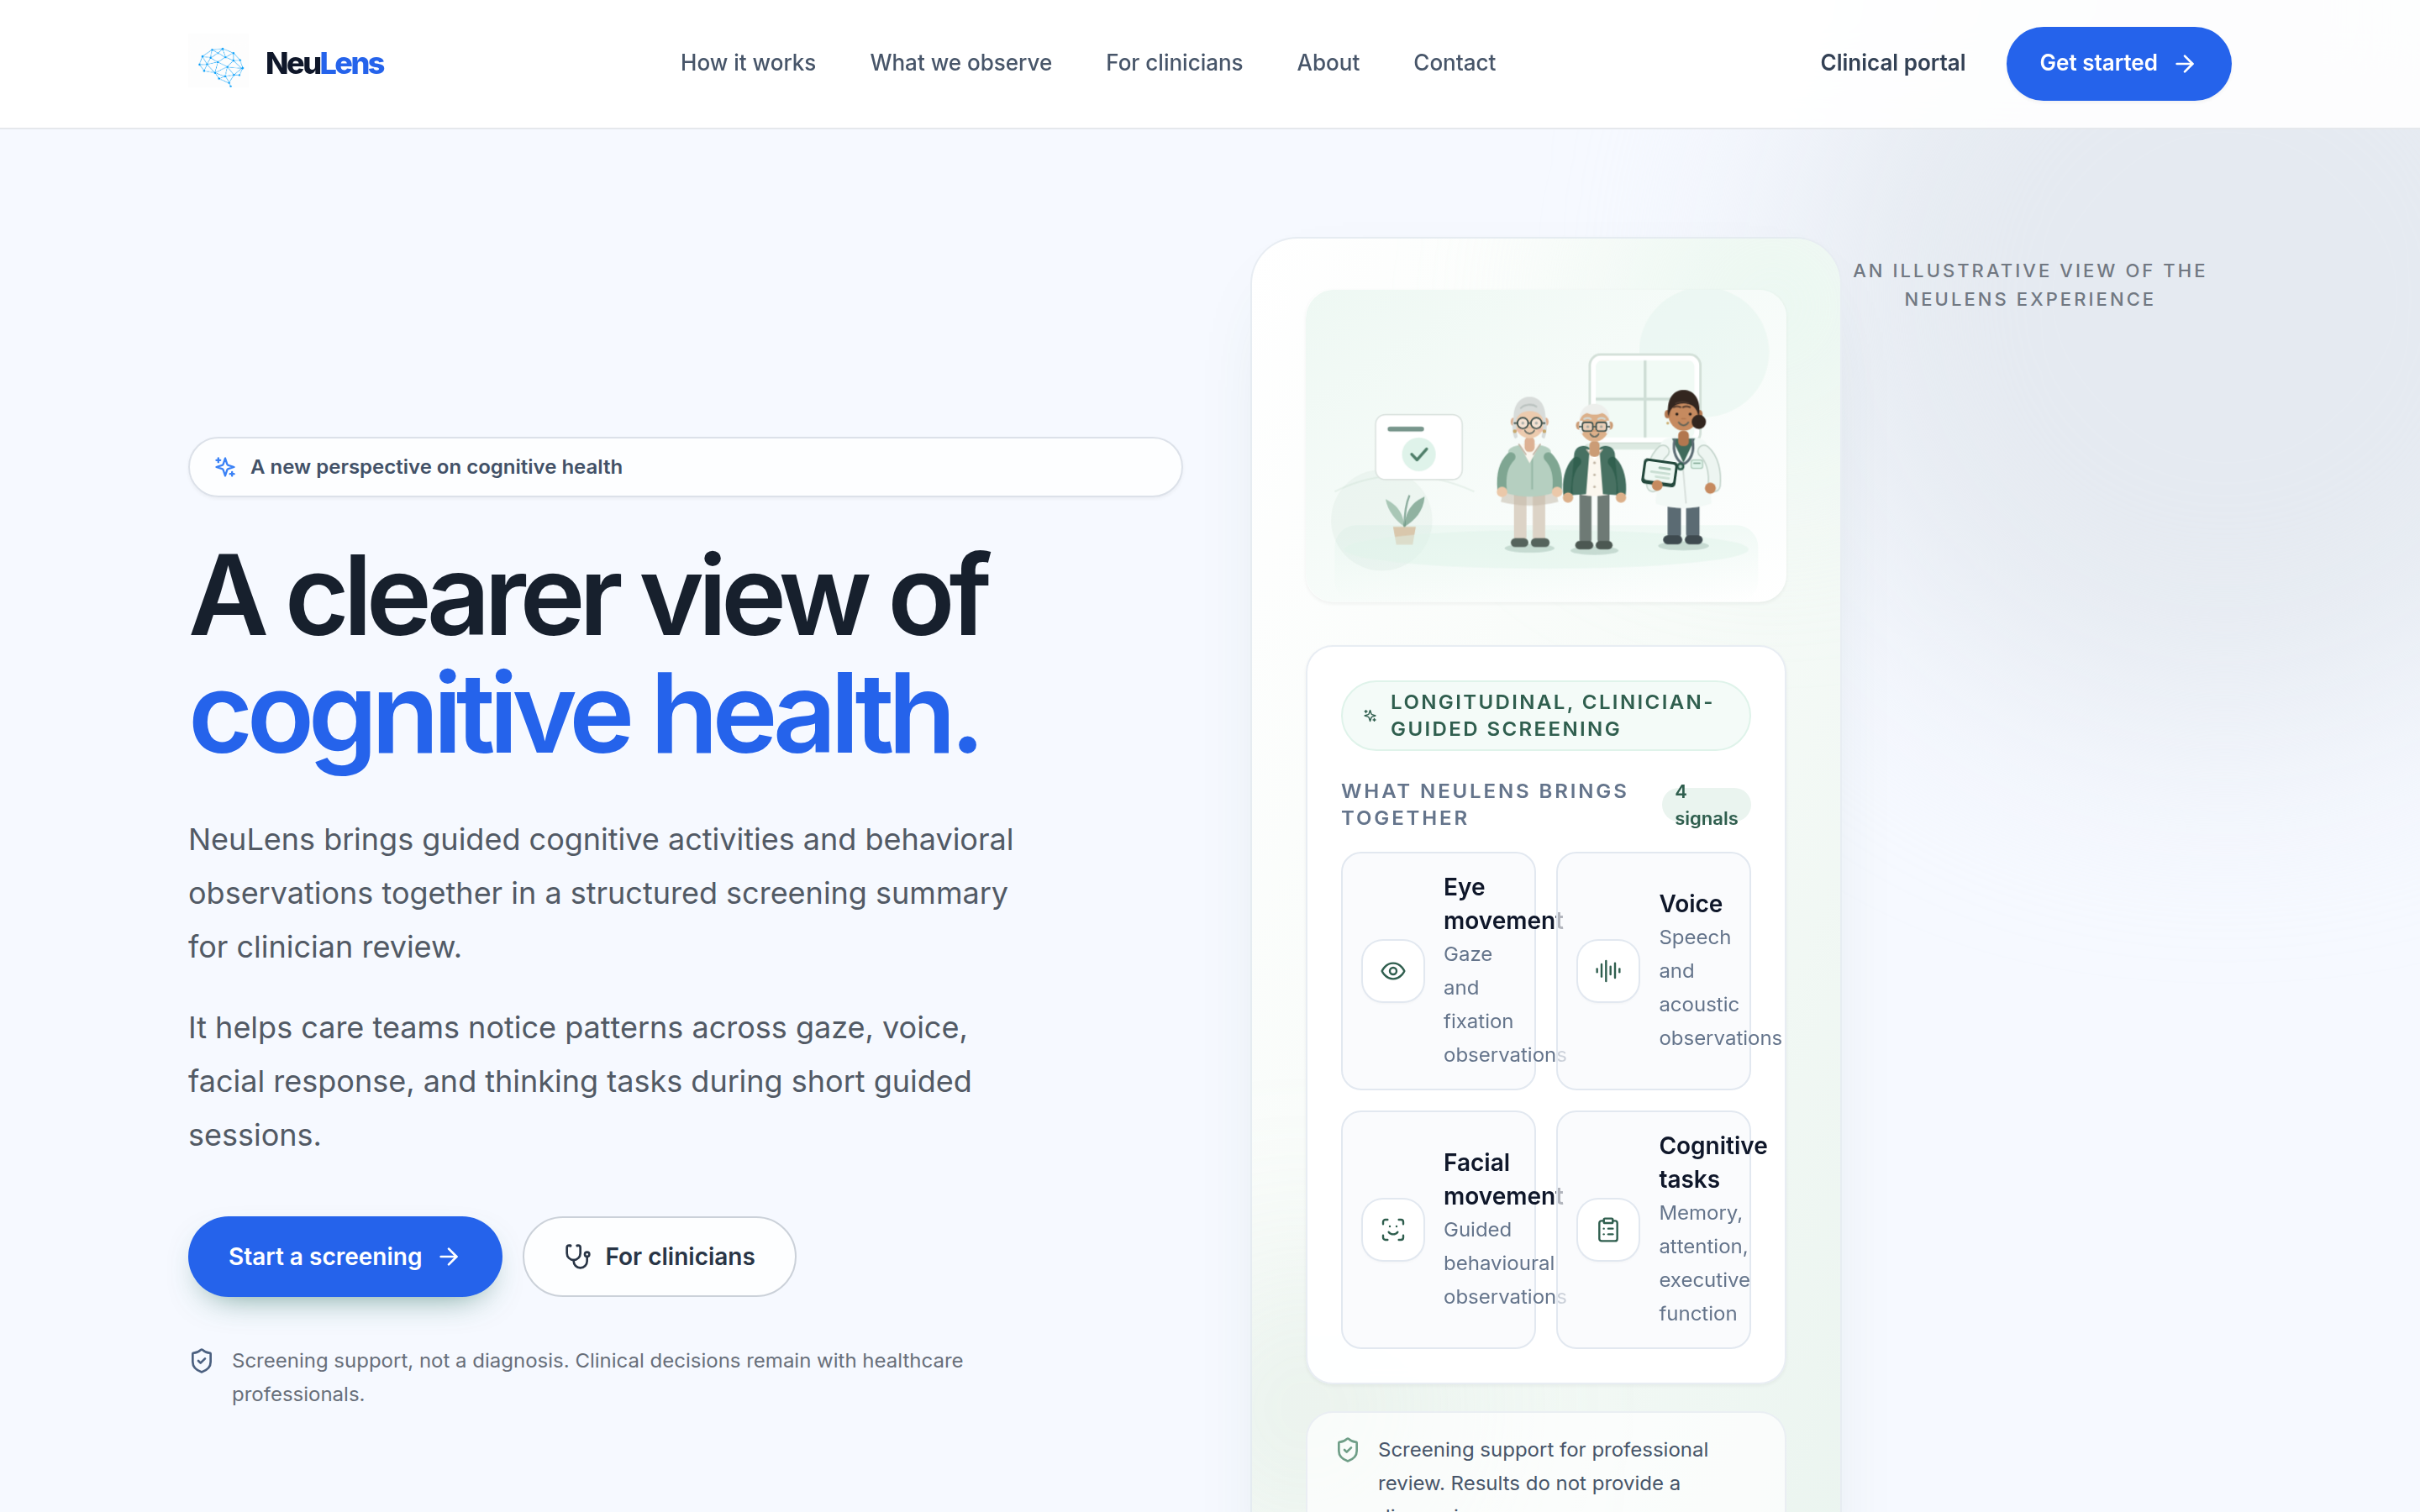 NeuLens
How it works
What we observe
For clinicians
About
Contact
Clinical portal
Get started
A new perspective on cognitive health
A clearer view of
cognitive health.
NeuLens brings guided cognitive activities and behavioral
observations together in a structured screening summary
for clinician review.
It helps care teams notice patterns across gaze, voice,
facial response, and thinking tasks during short guided
sessions.
Start a screening
For clinicians
Screening support, not a diagnosis. Clinical decisions remain with healthcare
professionals.
AN ILLUSTRATIVE VIEW OF THE
NEULENS EXPERIENCE
LONGITUDINAL, CLINICIAN-
GUIDED SCREENING
WHAT NEULENS BRINGS
TOGETHER
4
signals
Eye
movement
Gaze
and
fixation
observations
Voice
Speech
and
acoustic
observations
Facial
movement
Guided
behavioural
observations
Cognitive
tasks
Memory,
attention,
executive
function
Screening support for professional
review. Results do not provide a